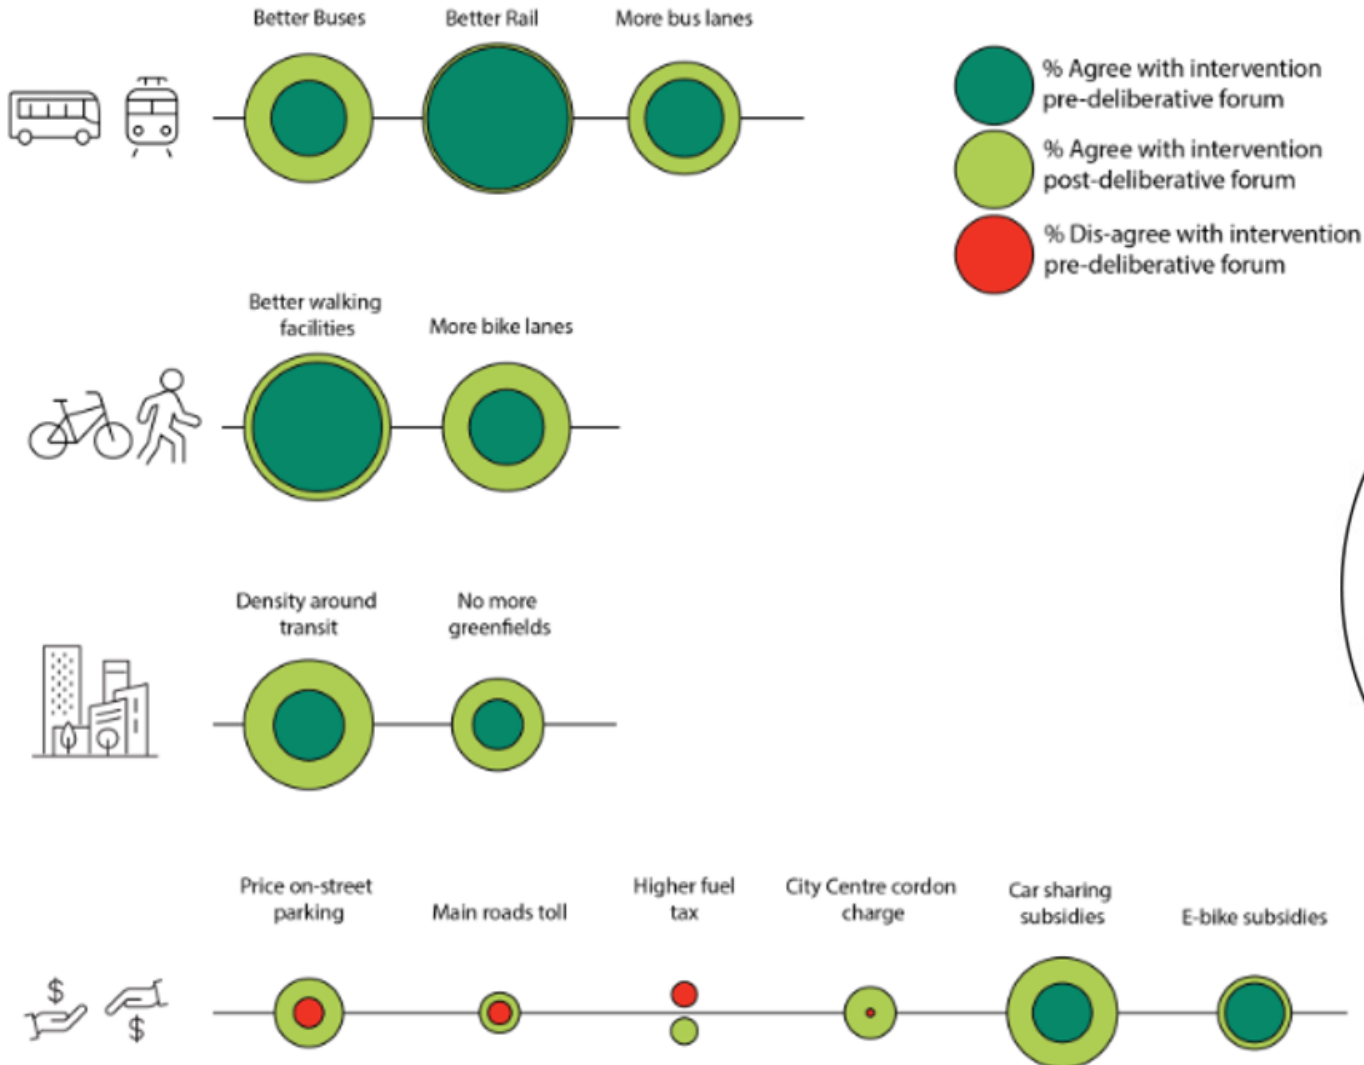 Better Buses
Better Rail
More bus lanes
% Agree with intervention
pre-deliberative forum
% Agree with intervention
post-deliberative forum
% Dis-agree with intervention
pre-deliberative forum
Better walking
facilities
More bike lanes
Density around
transit
No more
greenfields
Price on-street
parking
Main roads toll
Higher fuel
tax
City Centre cordon
charge
Car sharing
subsidies
E-bike subsidies
$
$